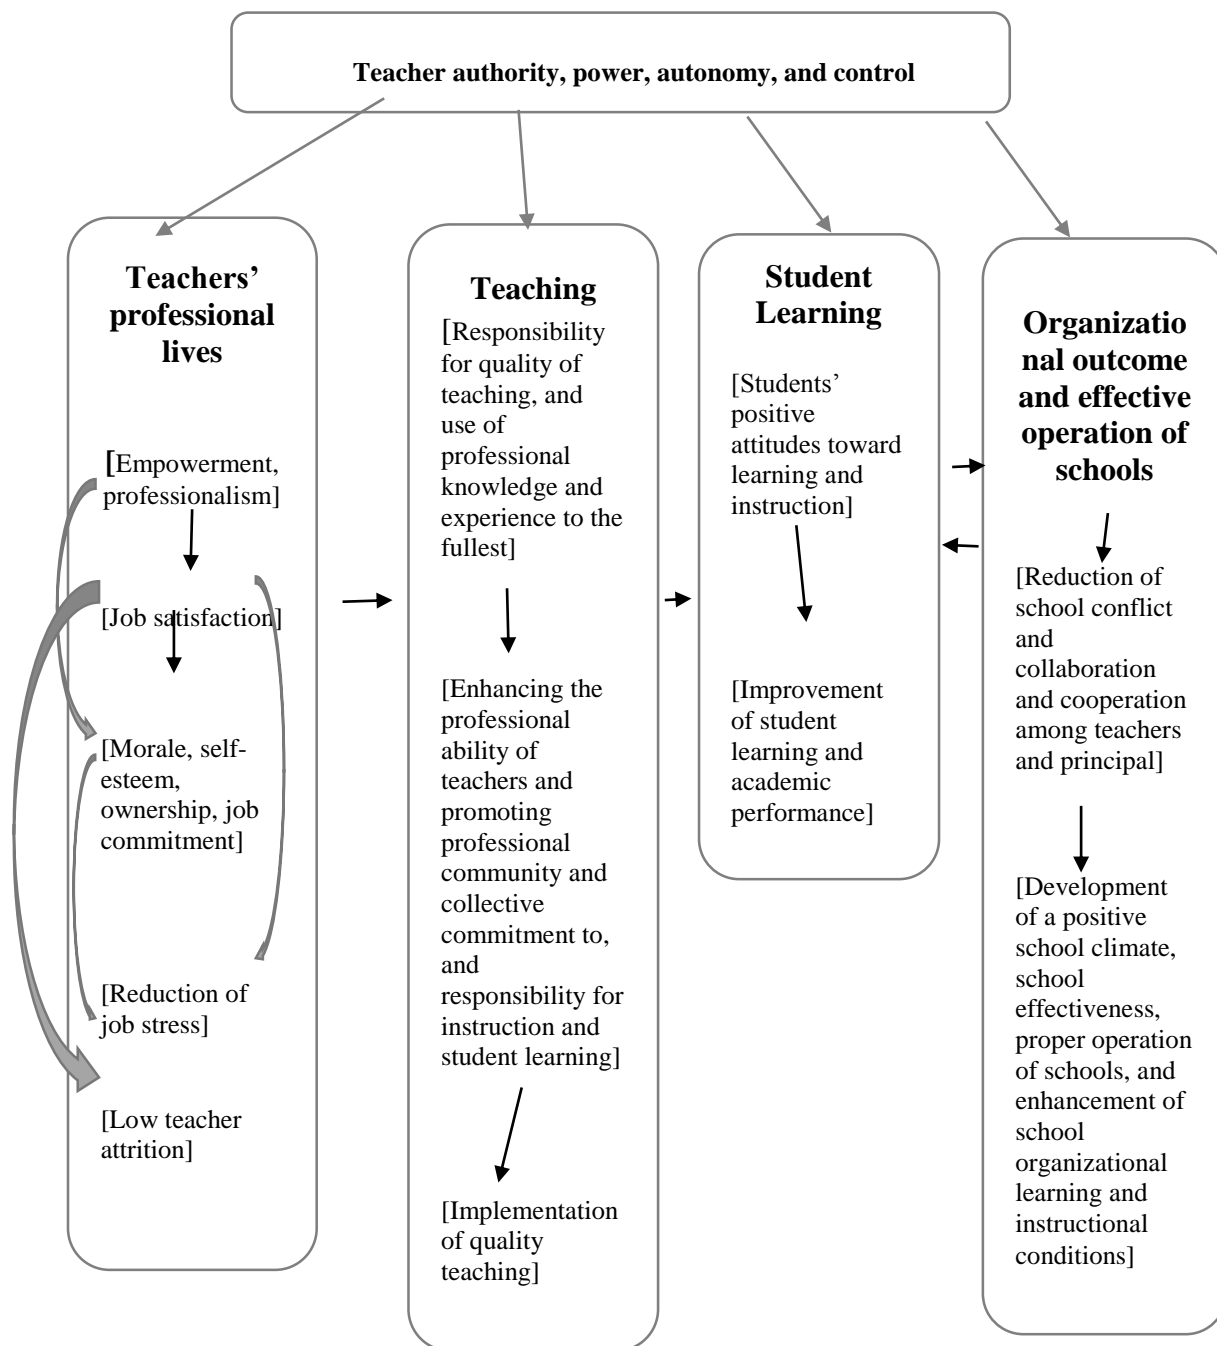 Teacher authority, power, autonomy, and control
Teachers’
professional
lives
[Empowerment,
professionalism]
[Job satisfaction]
[Morale, self-
esteem,
ownership, job
commitment]
[Reduction of
job stress]
[Low teacher
attrition]
Teaching
[Responsibility
for quality of
teaching, and
use of
professional
knowledge and
experience to the
fullest]
[Enhancing the
professional
ability of
teachers and
promoting
professional
community and
collective
commitment to,
and
responsibility for
instruction and
student learning]
[Implementation
of quality
teaching]
Student
Learning
[Students’
positive
attitudes toward
learning and
instruction]
[Improvement
of student
learning and
academic
performance]
Organizatio
nal outcome
and effective
operation of
schools
[Reduction of
school conflict
and
collaboration
and cooperation
among teachers
and principal]
[Development
of a positive
school climate,
school
effectiveness,
proper operation
of schools, and
enhancement of
school
organizational
learning and
instructional
conditions]